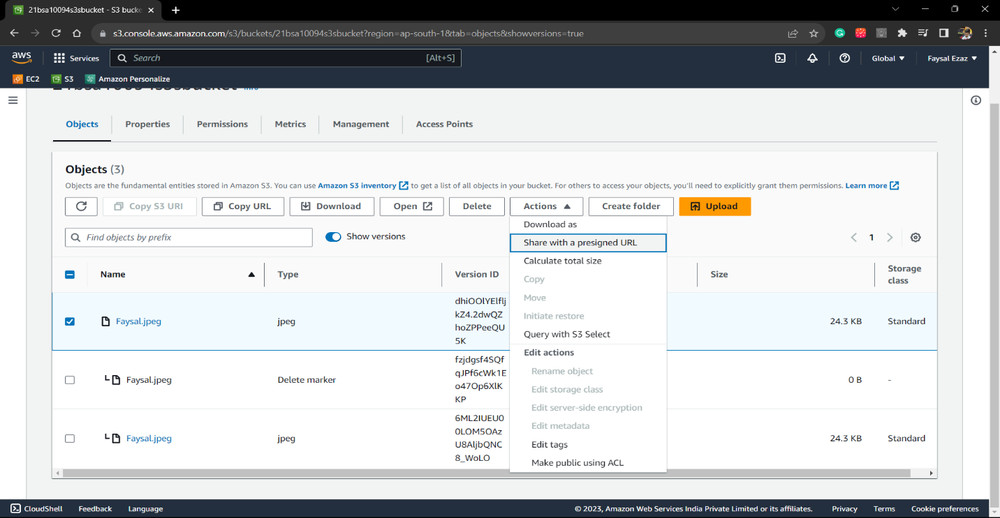 21bsa10094s3sbucket - S3 bucke
s3.console.aws.amazon.com/s3/buckets/21bsa10094s3sbucket?region=ap-south-1&tab=objects&showversions=true
aws
Services
Search
[Alt+S]
Global
Faysal Ezaz
EC2
S3
Amazon Personalize
Objects
Properties
Permissions
Metrics
Management
Access Points
Objects (3)
Objects are the fundamental entities stored in Amazon S3. You can use Amazon S3 inventory to get a list of all objects in your bucket. For others to access your objects, you'll need to explicitly grant them permissions. Learn more
Copy S3 URI
Copy URL
Download
Open
Delete
Actions
Create folder
Upload
Find objects by prefix
Show versions
1
Download as
Share with a presigned URL
Calculate total size
Copy
Move
Initiate restore
Query with S3 Select
Edit actions
Rename object
Edit storage class
Edit server-side encryption
Edit metadata
Edit tags
Make public using ACL
Name
Type
Version ID
Size
Storage
class
Faysal.jpeg
jpeg
kZ4.2dwQZ
hoZPPeeQU
5K
24.3 KB
Standard
Faysal.jpeg
Delete marker
fzjdgsf4SQf
qJPf6cWk1E
KP
0 B
-
Faysal.jpeg
jpeg
8_WoLO
24.3 KB
Standard
CloudShell
Feedback
Language
© 2023, Amazon Web Services India Private Limited or its affiliates.
Privacy
Terms
Cookie preferences